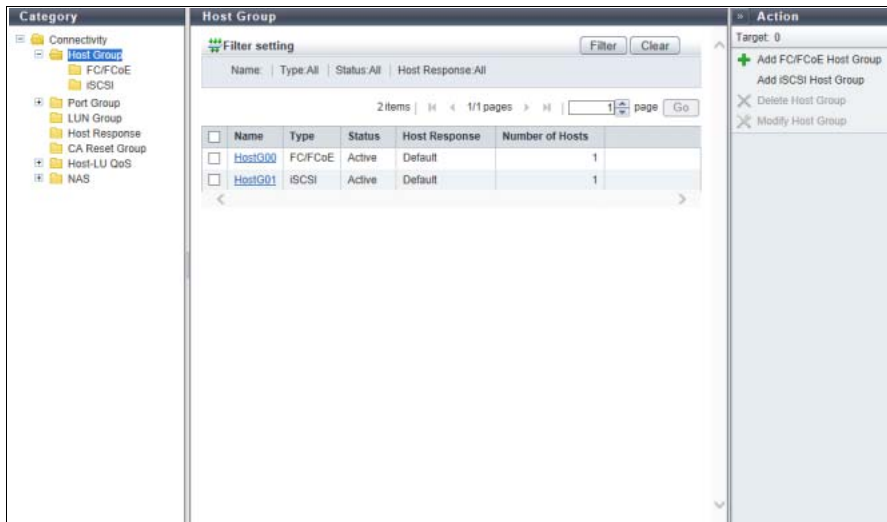 Category
Connectivity
Host Group
FC/FCoE
iSCSI
Port Group
LUN Group
Host Response
CA Reset Group
Host-LU QoS
NAS
Host Group
Filter setting
Filter Clear
Name: | Type:All | Status:All | Host Response:All
2 items | 1/1 pages | 1 page Go
Name Type Status Host Response Number of Hosts
HostG00 FC/FCoE Active Default 1
HostG01 iSCSI Active Default 1
» Action
Target: 0
Add FC/FCoE Host Group
Add iSCSI Host Group
Delete Host Group
Modify Host Group